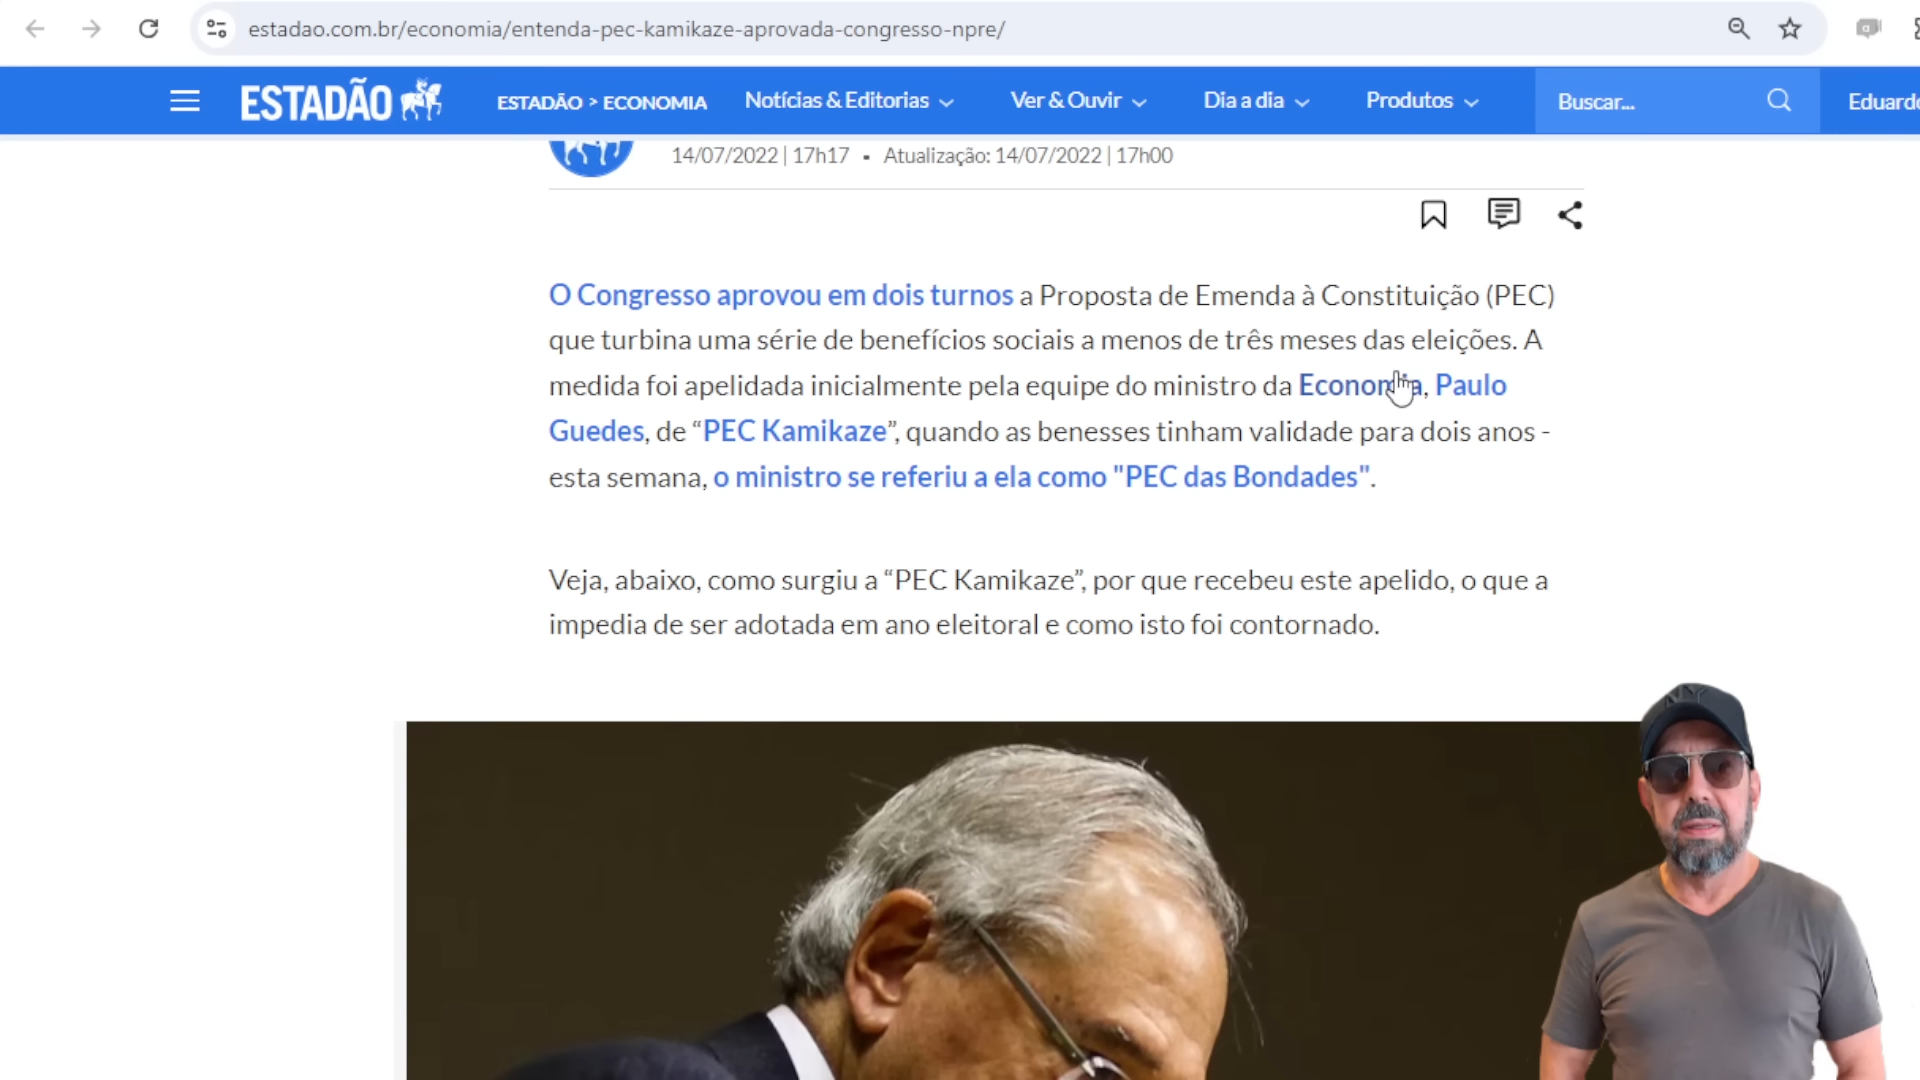 estadao.com.br/economia/entenda-pec-kamikaze-aprovada-congresso-npre/
ESTADÃO
ESTADÃO > ECONOMIA
Notícias & Editorias
Ver & Ouvir
Dia a dia
Produtos
Buscar...
Eduardo
14/07/2022 | 17h17 • Atualização: 14/07/2022 | 17h00
O Congresso aprovou em dois turnos a Proposta de Emenda à Constituição (PEC)
que turbina uma série de benefícios sociais a menos de três meses das eleições. A
medida foi apelidada inicialmente pela equipe do ministro da Economia, Paulo
Guedes, de “PEC Kamikaze”, quando as benesses tinham validade para dois anos -
esta semana, o ministro se referiu a ela como "PEC das Bondades".
Veja, abaixo, como surgiu a “PEC Kamikaze”, por que recebeu este apelido, o que a
impedia de ser adotada em ano eleitoral e como isto foi contornado.